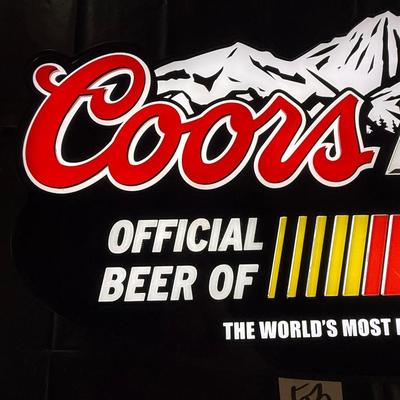 Coors
OFFICIAL
BEER OF
THE WORLD'S MOST